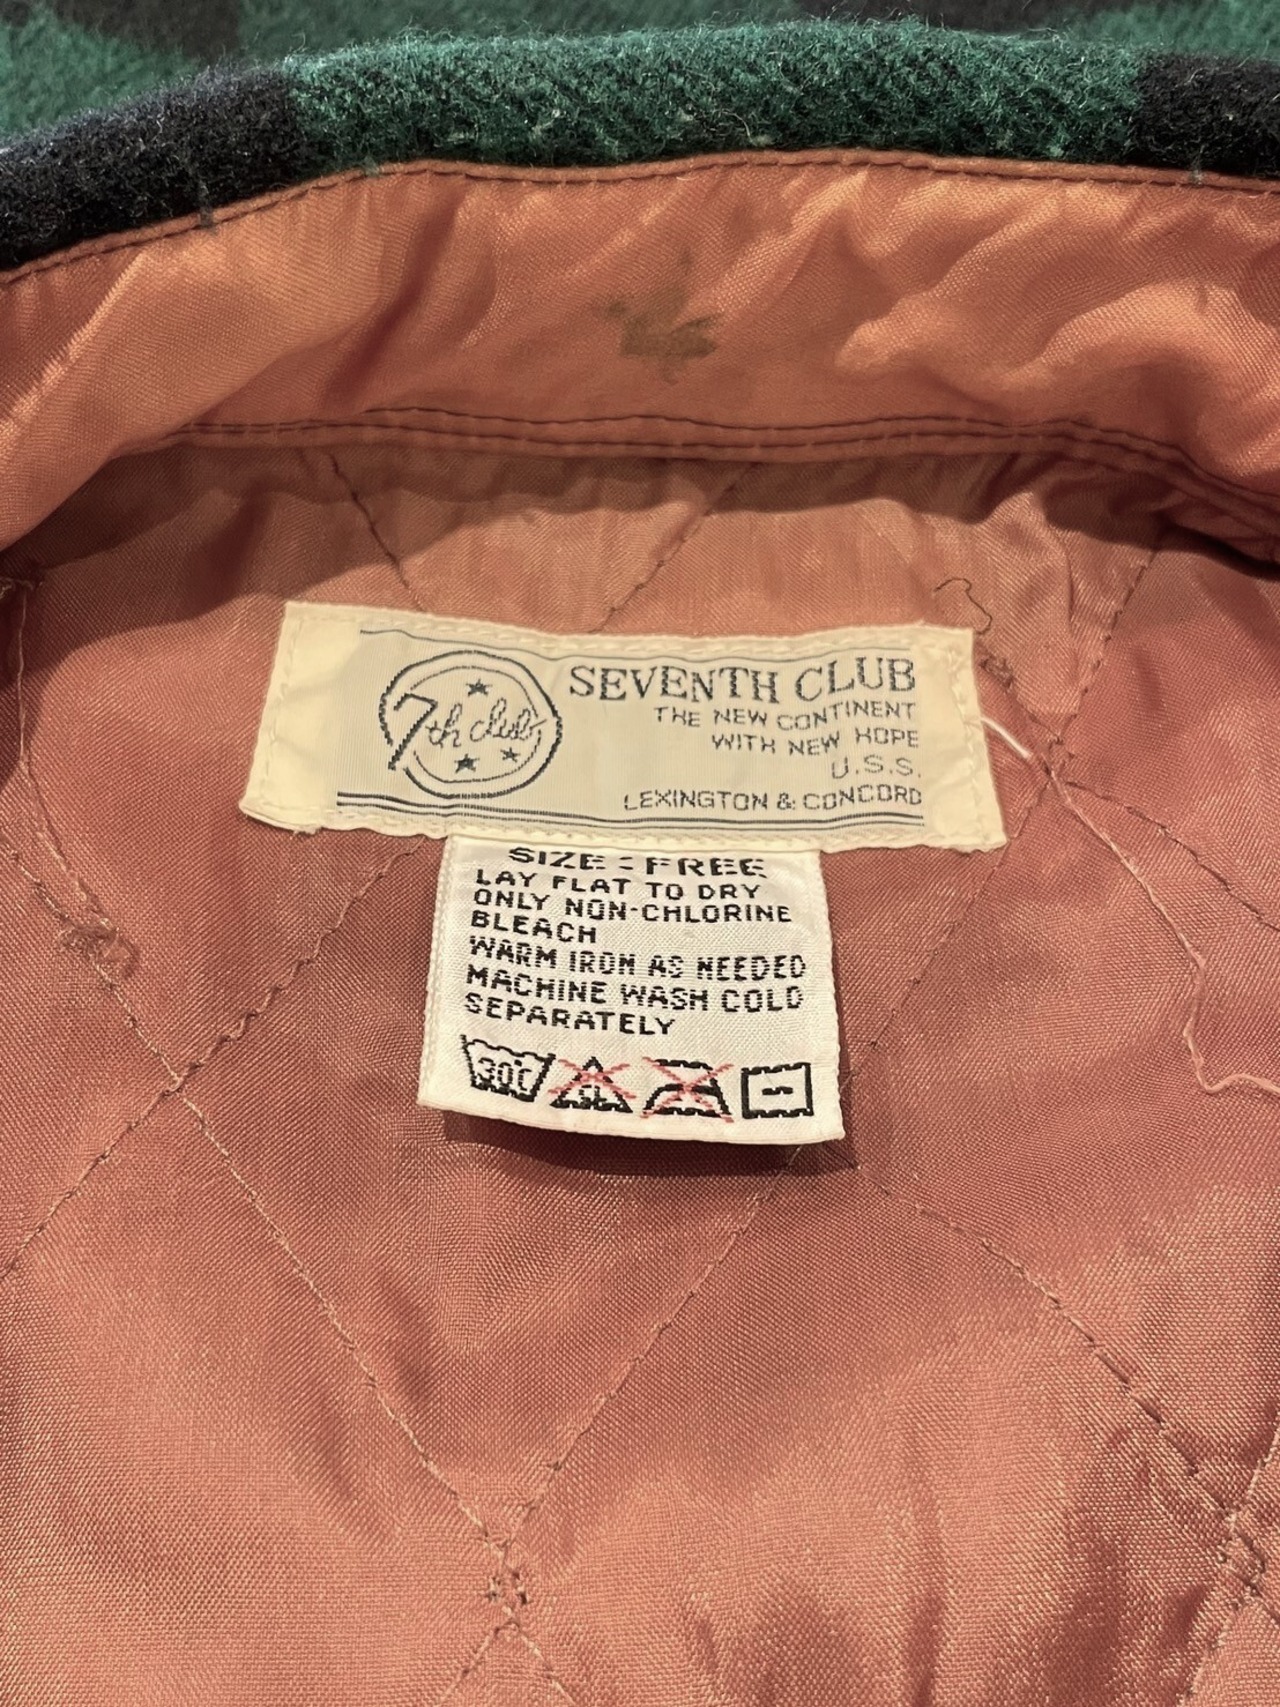 7th club
SEVENTH CLUB
THE NEW CONTINENT
WITH NEW HOPE
U.S.S.
LEXINGTON & CONCORD
SIZE : FREE
LAY FLAT TO DRY
ONLY NON-CHLORINE
BLEACH
WARM IRON AS NEEDED
MACHINE WASH COLD
SEPARATELY
30℃ CL